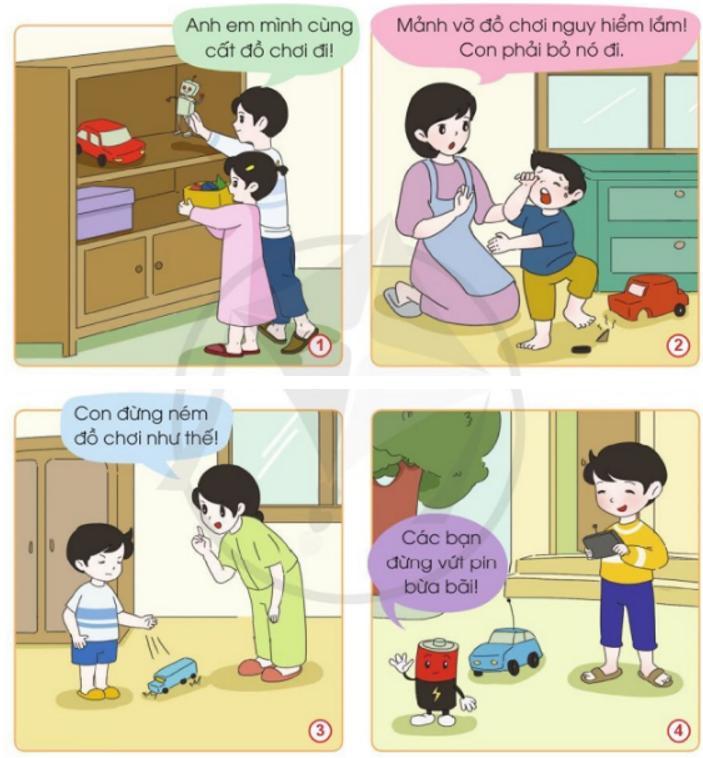 Anh em mình cùng
cất đồ chơi đi!
1
Mảnh vỡ đồ chơi nguy hiểm lắm!
Con phải bỏ nó đi.
2
Con đừng ném
đồ chơi như thế!
3
Các bạn
đừng vứt pin
bừa bãi!
4